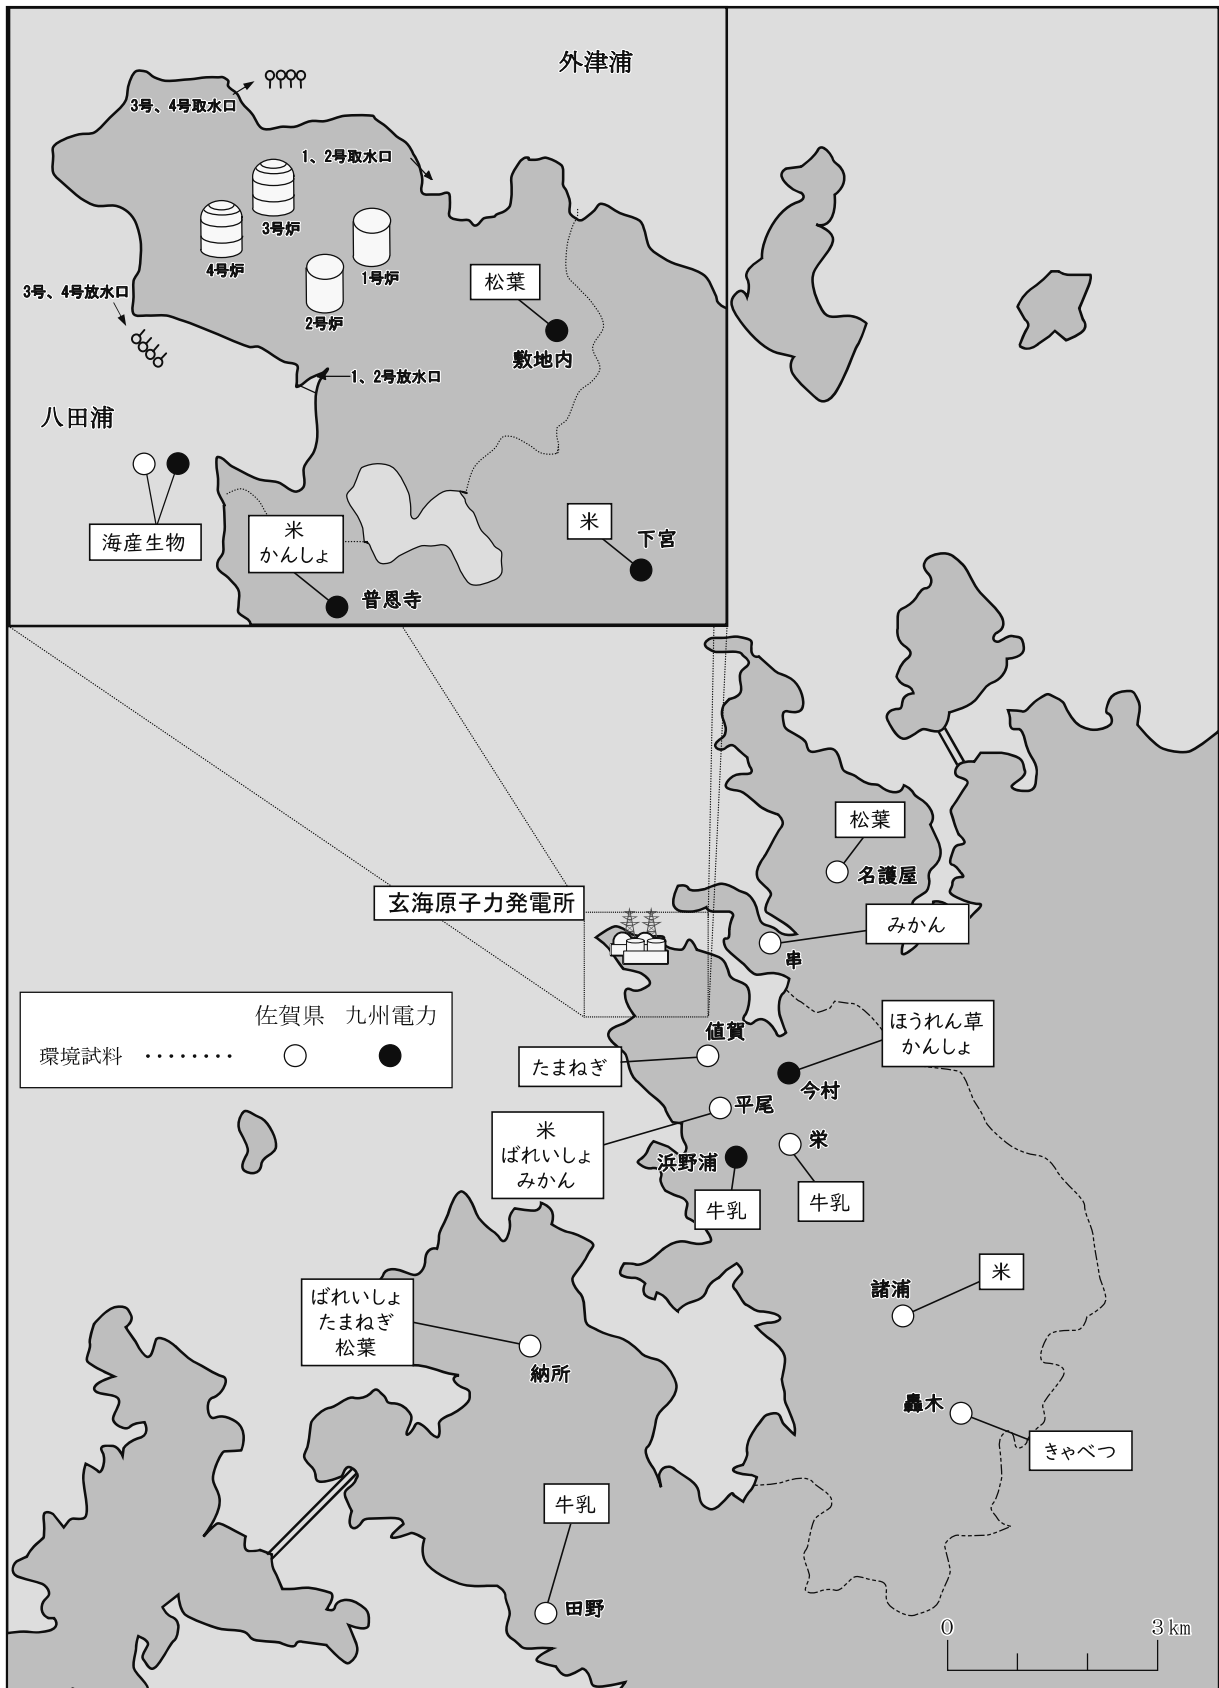 外津浦
3号、4号取水口
1、2号取水口
3号炉
4号炉
1号炉
2号炉
松葉
敷地内
3号、4号放水口
1、2号放水口
八田浦
海産生物
米
かんしょ
普恩寺
米
下宮
松葉
名護屋
玄海原子力発電所
みかん
串
佐賀県 九州電力
環境試料 ・・・・・・・・
値賀
たまねぎ
ほうれん草
かんしょ
今村
平尾
米
ばれいしょ
みかん
栄
浜野浦
牛乳
牛乳
諸浦
米
ばれいしょ
たまねぎ
松葉
納所
轟木
きゃべつ
牛乳
田野
0 3km